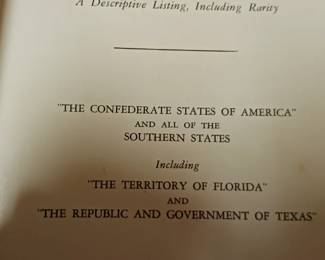 A Descriptive Listing, Including Rarity
"THE CONFEDERATE STATES OF AMERICA"
AND ALL OF THE
SOUTHERN STATES
Including
"THE TERRITORY OF FLORIDA"
AND
"THE REPUBLIC AND GOVERNMENT OF TEXAS"